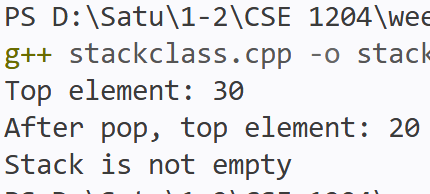 PS D:\Satu\1-2\CSE 1204\wee
g++ stackclass.cpp -o stack
Top element: 30
After pop, top element: 20
Stack is not empty